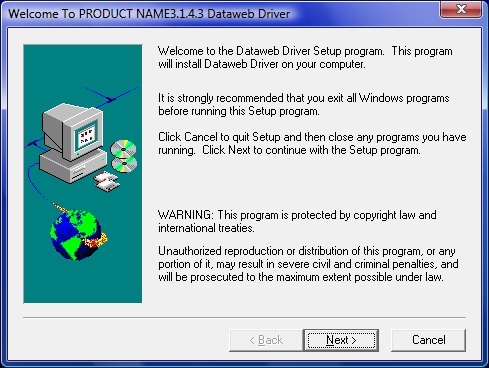 Welcome To PRODUCT NAME3.1.4.3 Dataweb Driver
Welcome to the Dataweb Driver Setup program. This program
will install Dataweb Driver on your computer.
It is strongly recommended that you exit all Windows programs
before running this Setup program.
Click Cancel to quit Setup and then close any programs you have
running. Click Next to continue with the Setup program.
WARNING: This program is protected by copyright law and
international treaties.
Unauthorized reproduction or distribution of this program, or any
portion of it, may result in severe civil and criminal penalties, and
will be prosecuted to the maximum extent possible under law.
< Back Next > Cancel